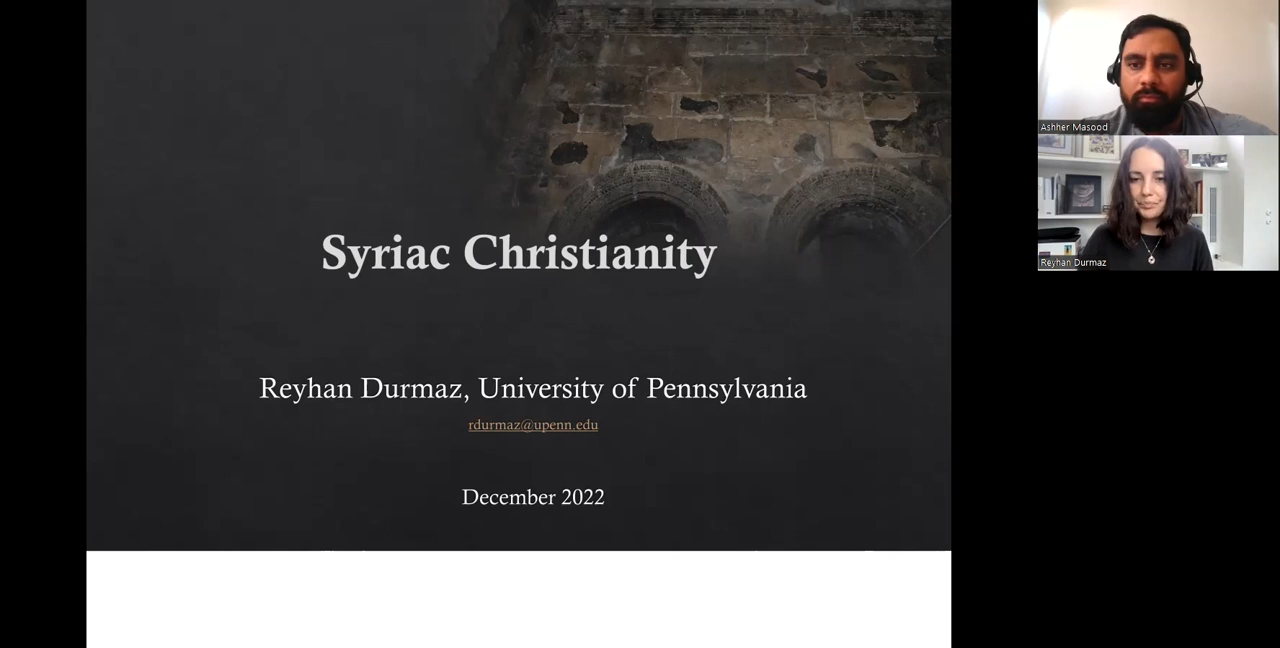 Syriac Christianity
Reyhan Durmaz, University of Pennsylvania
rdurmaz@upenn.edu
December 2022
Ashher Masood
Reyhan Durmaz